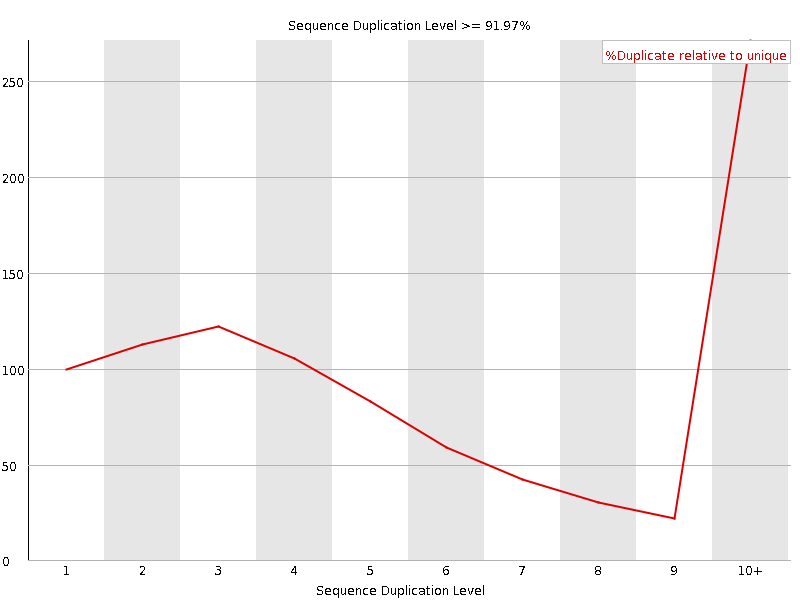 Sequence Duplication Level >= 91.97%
%Duplicate relative to unique
250
200
150
100
50
0
1 2 3 4 5 6 7 8 9 10+
Sequence Duplication Level